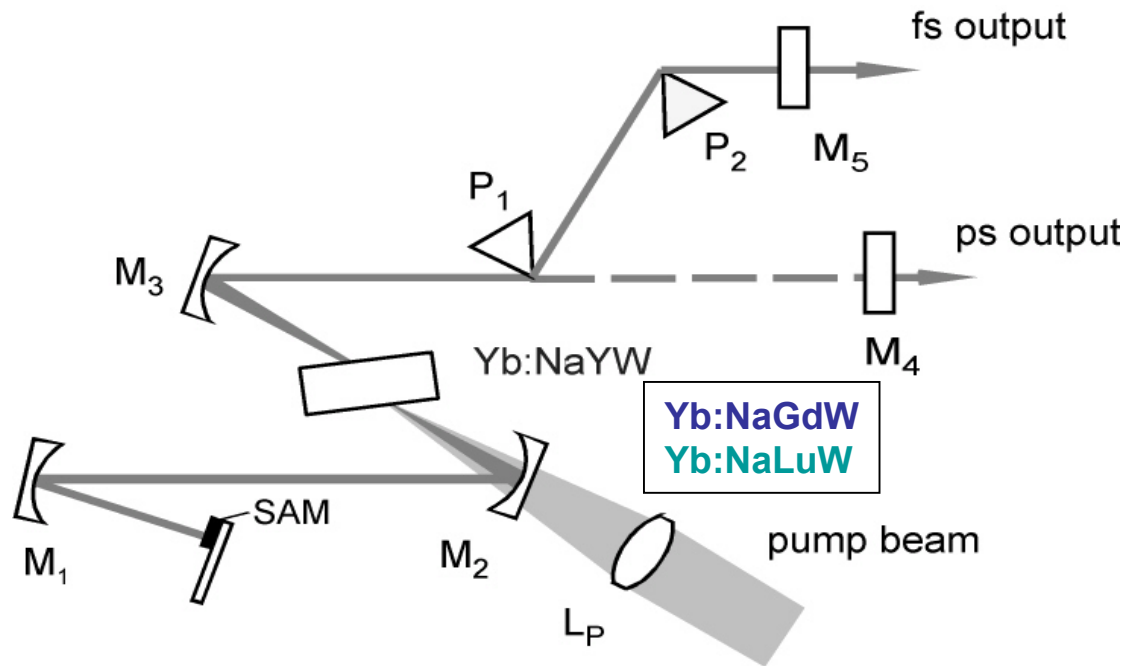 fs output
P2
M5
P1
ps output
M3
M4
Yb:NaYW
Yb:NaGdW
Yb:NaLuW
SAM
pump beam
M1
M2
LP